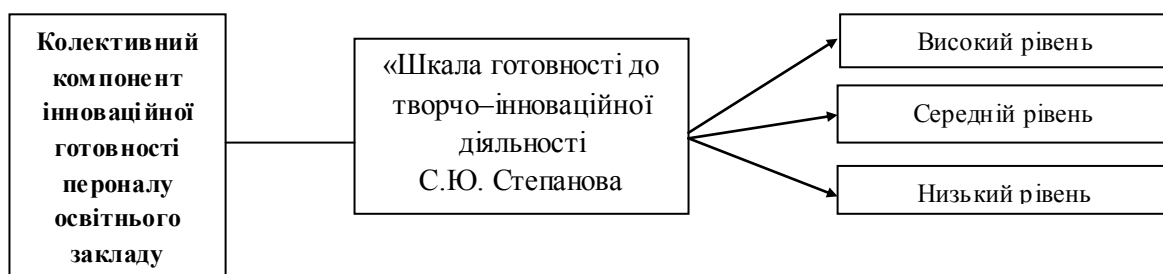 Колективний
компонент
інноваційної
готовності
пероналу
освітнього
закладу
«Шкала готовності до
творчо–інноваційної
діяльності
С.Ю. Степанова
Високий рівень
Середній рівень
Низький рівень